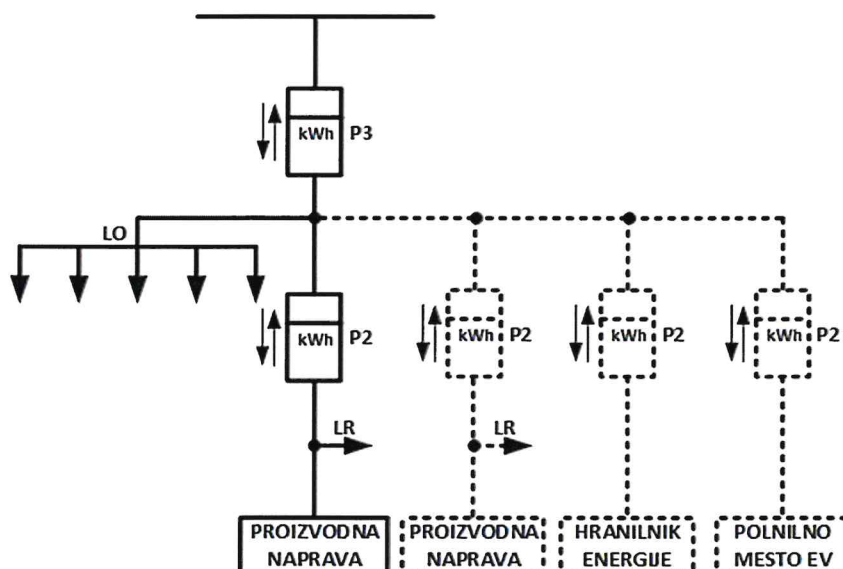 kWh P3
LO
kWh P2
kWh P2
kWh P2
kWh P2
LR
LR
PROIZVODNA
NAPRAVA
PROIZVODNA
NAPRAVA
HRANILNIK
ENERGIJE
POLNILNO
MESTO EV